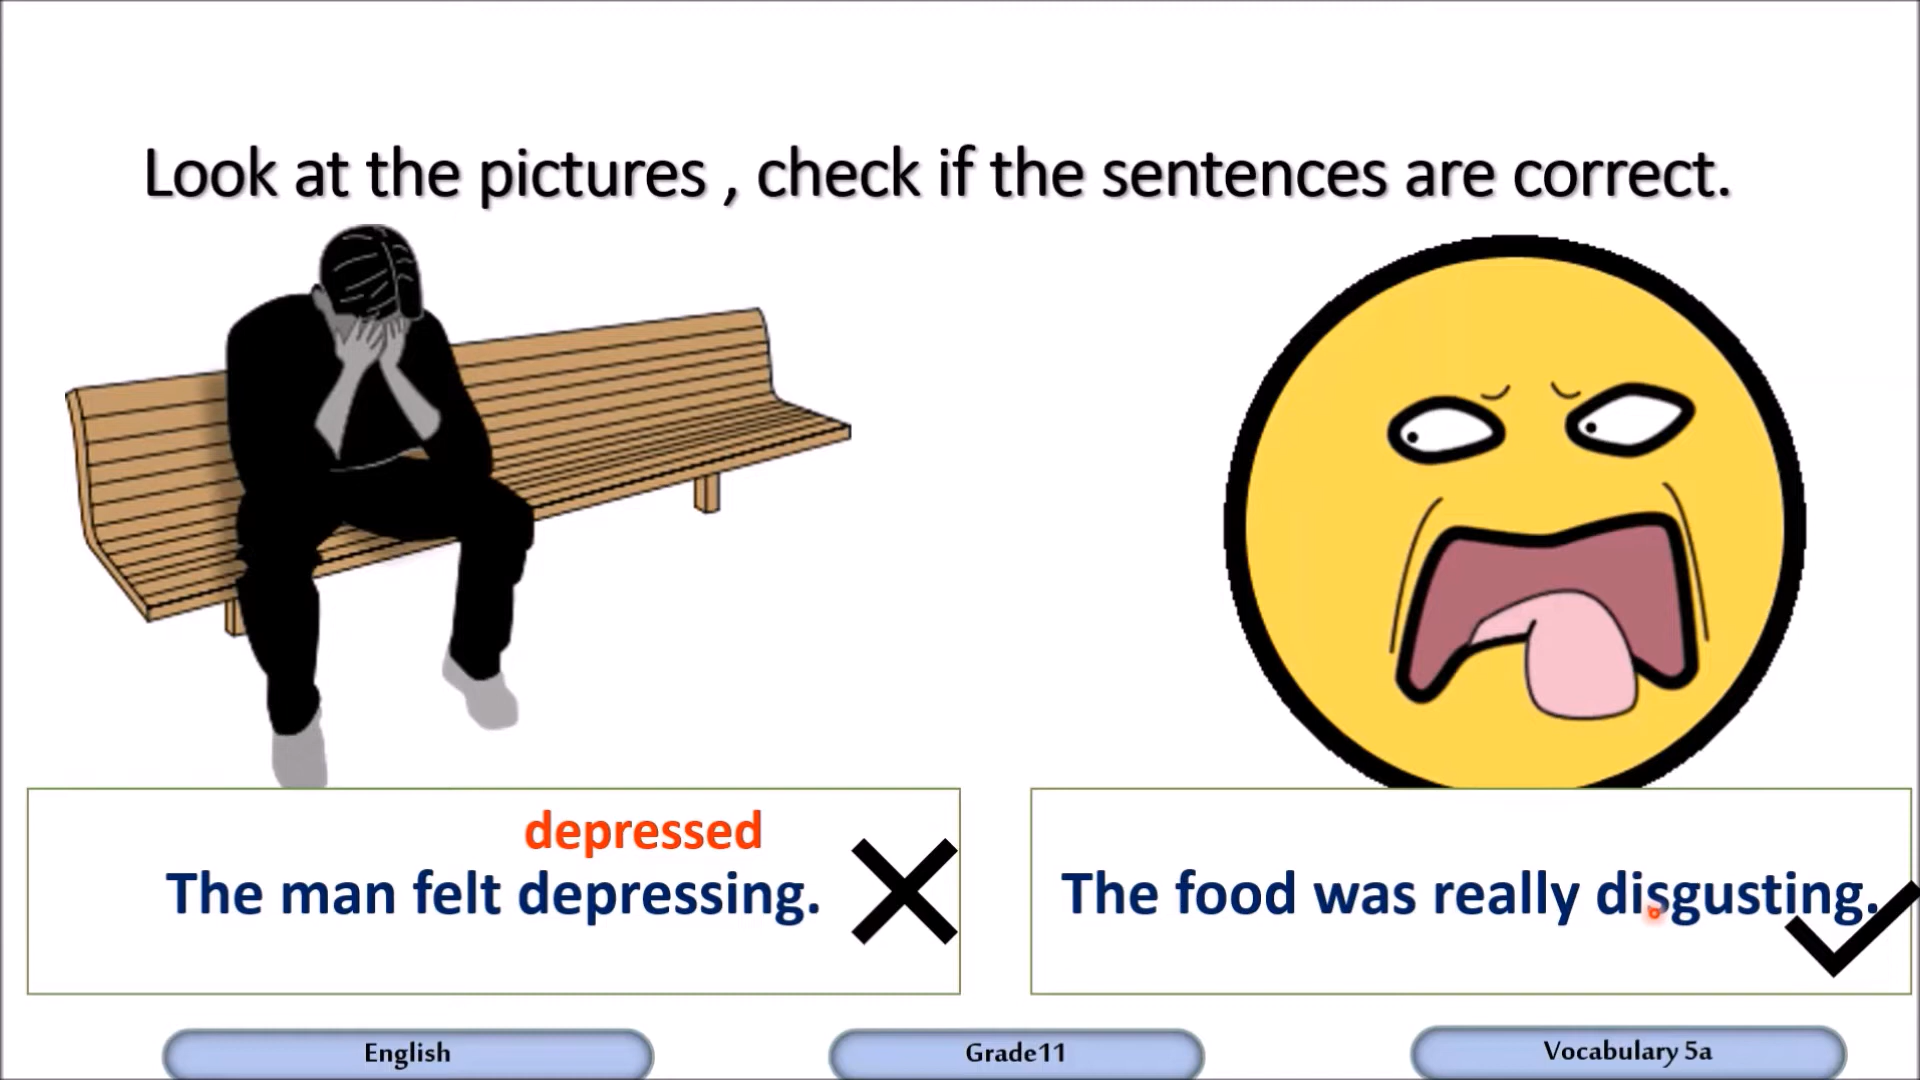 Look at the pictures , check if the sentences are correct.
depressed
The man felt depressing.
The food was really disgusting.
English
Grade11
Vocabulary 5a